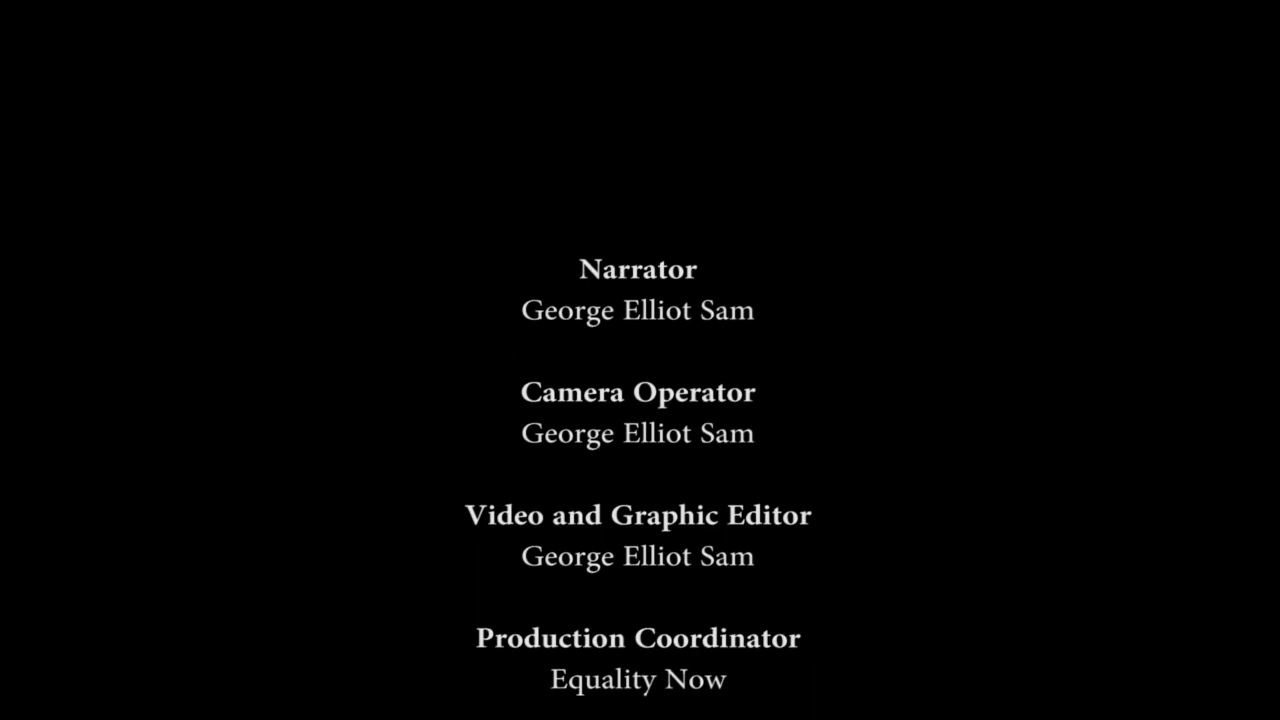 Narrator
George Elliot Sam
Camera Operator
George Elliot Sam
Video and Graphic Editor
George Elliot Sam
Production Coordinator
Equality Now